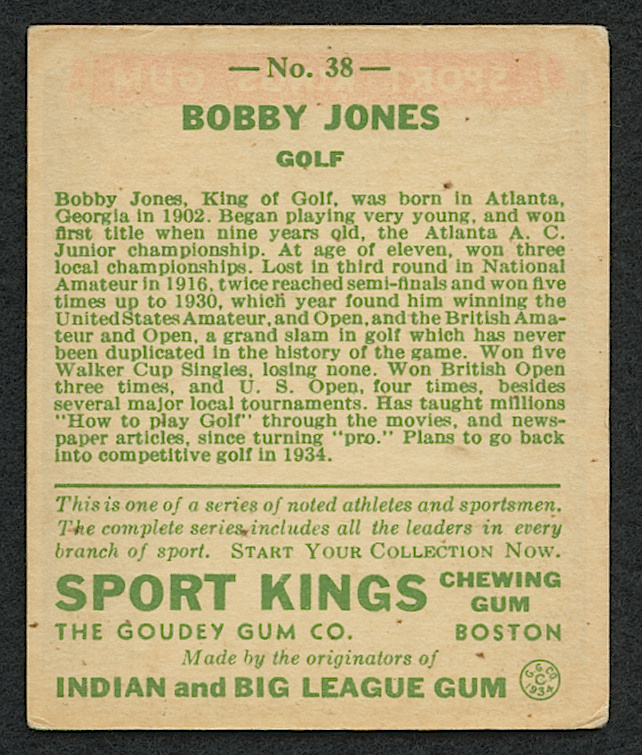 — No. 38 —
BOBBY JONES
GOLF
Bobby Jones, King of Golf, was born in Atlanta,
Georgia in 1902. Began playing very young, and won
first title when nine years old, the Atlanta A. C.
Junior championship. At age of eleven, won three
local championships. Lost in third round in National
Amateur in 1916, twice reached semi-finals and won five
times up to 1930, which year found him winning the
United States Amateur, and Open, and the British Ama-
teur and Open, a grand slam in golf which has never
been duplicated in the history of the game. Won five
Walker Cup Singles, losing none. Won British Open
three times, and U. S. Open, four times, besides
several major local tournaments. Has taught millions
"How to play Golf" through the movies, and news-
paper articles, since turning "pro." Plans to go back
into competitive golf in 1934.
This is one of a series of noted athletes and sportsmen.
The complete series includes all the leaders in every
branch of sport. START YOUR COLLECTION NOW.
SPORT KINGS CHEWING GUM
THE GOUDEY GUM CO. BOSTON
Made by the originators of
INDIAN and BIG LEAGUE GUM
G. G. CO. C 1934
SPORT KINGS GUM